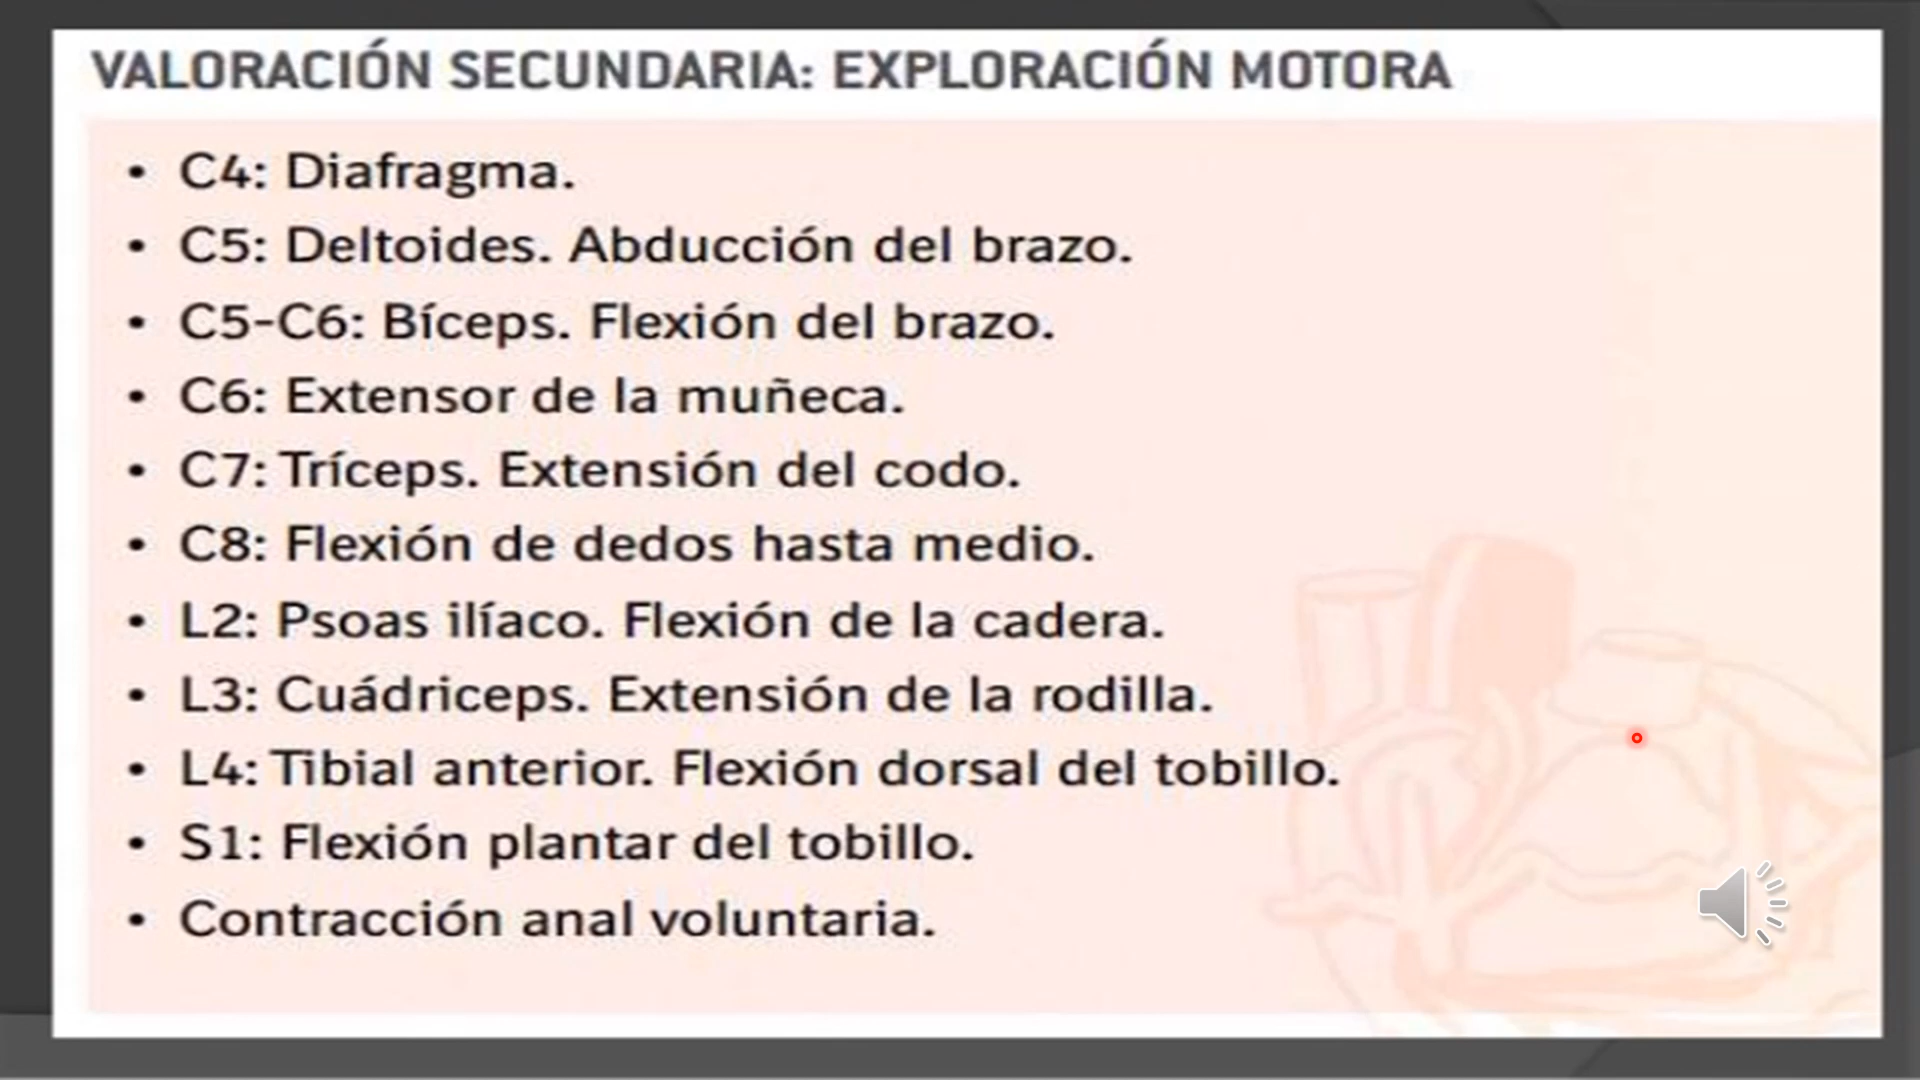 VALORACIÓN SECUNDARIA: EXPLORACIÓN MOTORA
• C4: Diafragma.
• C5: Deltoides. Abducción del brazo.
• C5-C6: Bíceps. Flexión del brazo.
• C6: Extensor de la muñeca.
• C7: Tríceps. Extensión del codo.
• C8: Flexión de dedos hasta medio.
• L2: Psoas ilíaco. Flexión de la cadera.
• L3: Cuádriceps. Extensión de la rodilla.
• L4: Tibial anterior. Flexión dorsal del tobillo.
• S1: Flexión plantar del tobillo.
• Contracción anal voluntaria.